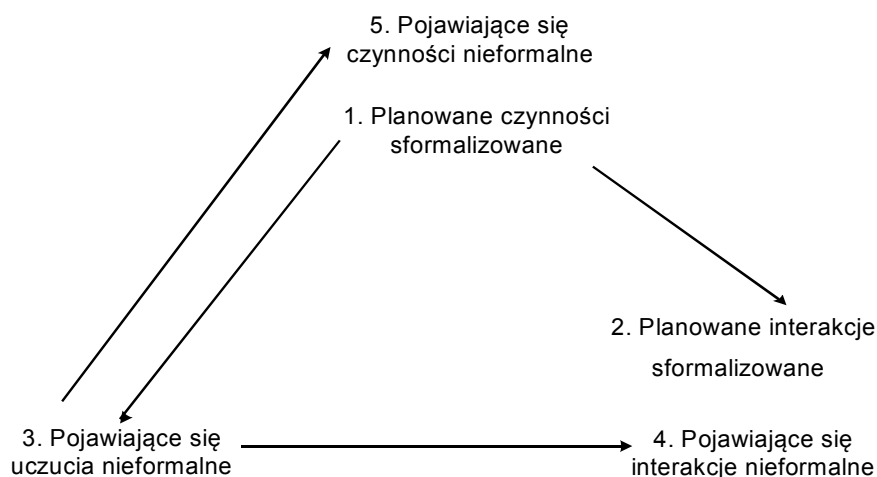 5. Pojawiające się
czynności nieformalne
1. Planowane czynności
sformalizowane
2. Planowane interakcje
sformalizowane
3. Pojawiające się
uczucia nieformalne
4. Pojawiające się
interakcje nieformalne